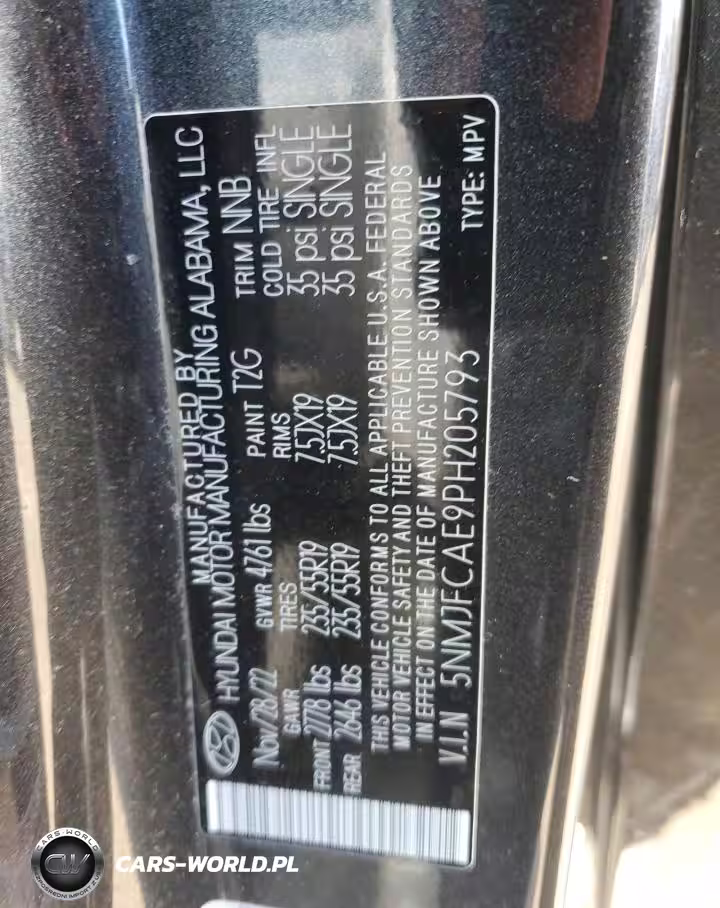 MANUFACTURED BY
HYUNDAI MOTOR MANUFACTURING ALABAMA, LLC
Nov/28/22 GVWR 4761 lbs PAINT T2G TRIM NNB
GAWR TIRES RIMS COLD TIRE INFL
FRONT 2778 lbs 235/55R19 7.5JX19 35 psi SINGLE
REAR 2646 lbs 235/55R19 7.5JX19 35 psi SINGLE
THIS VEHICLE CONFORMS TO ALL APPLICABLE U.S.A. FEDERAL
MOTOR VEHICLE SAFETY AND THEFT PREVENTION STANDARDS
IN EFFECT ON THE DATE OF MANUFACTURE SHOWN ABOVE
V.I.N 5NMJFCAE9PH205793 TYPE: MPV
CARS-WORLD
CW
CARS-WORLD.PL